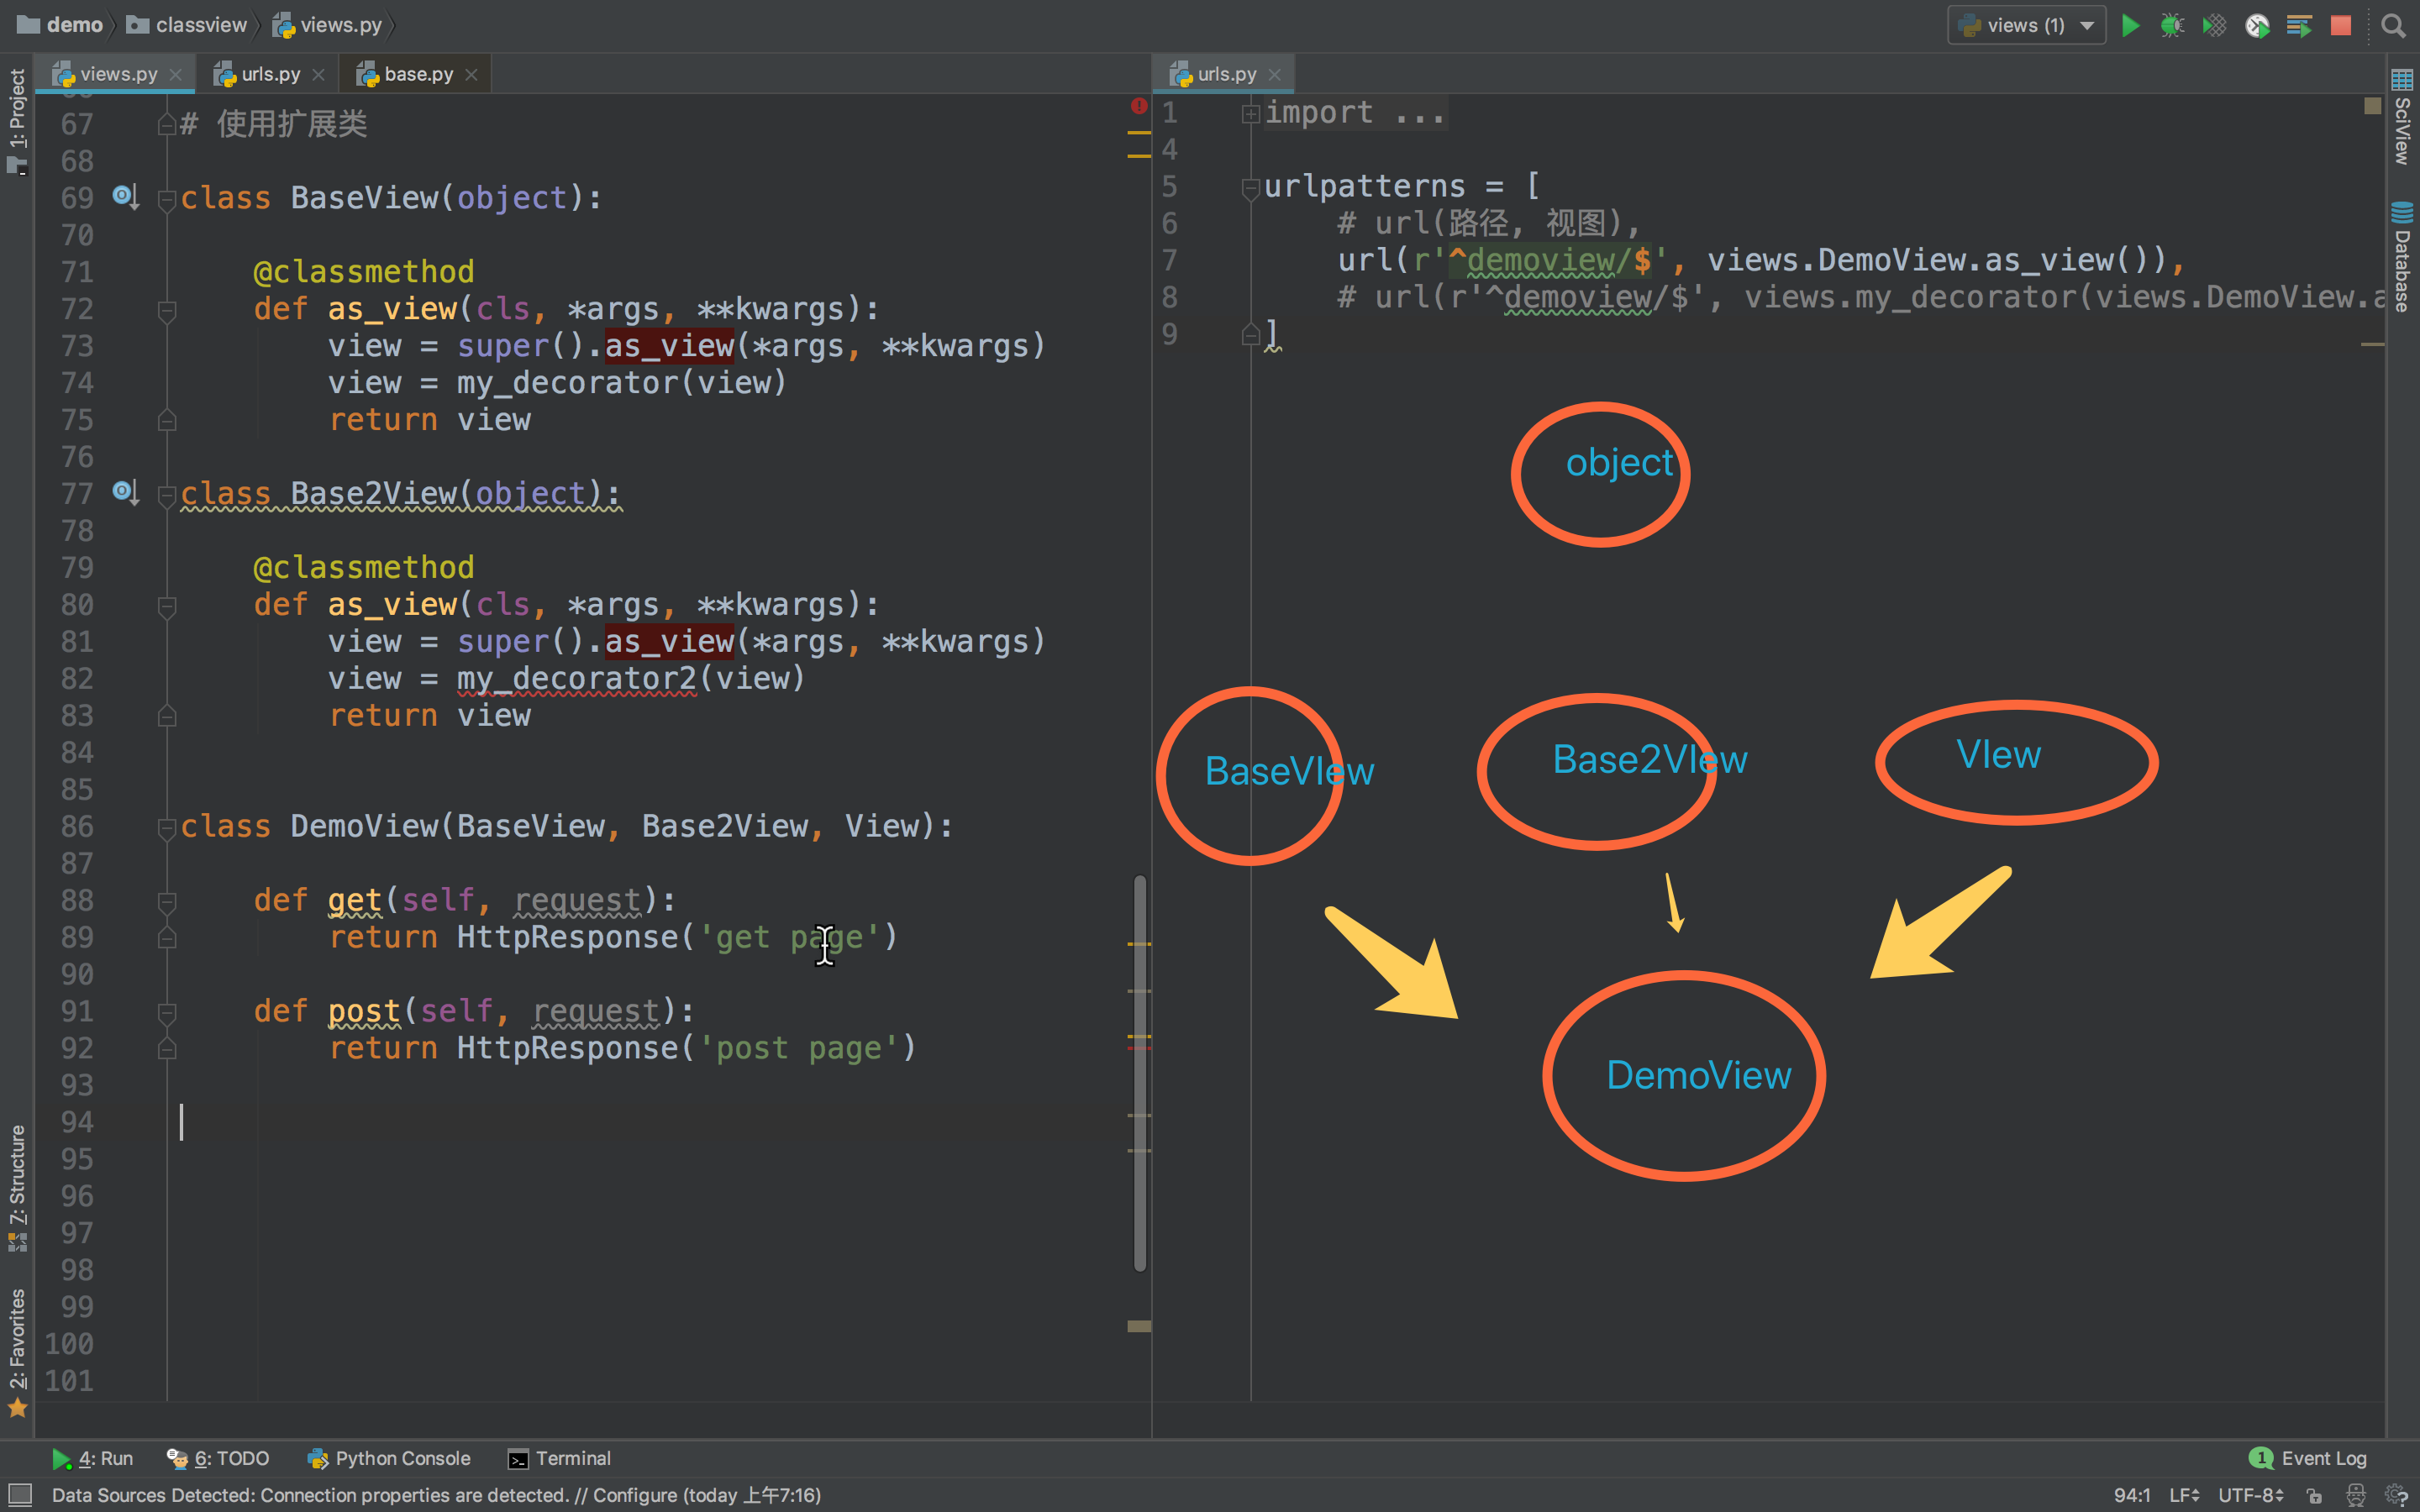 demo classview views.py
views (1)
views.py urls.py base.py
urls.py
1: Project
7: Structure
2: Favorites
67 # 使用扩展类
68
69 class BaseView(object):
70
71 @classmethod
72 def as_view(cls, *args, **kwargs):
73 view = super().as_view(*args, **kwargs)
74 view = my_decorator(view)
75 return view
76
77 class Base2View(object):
78
79 @classmethod
80 def as_view(cls, *args, **kwargs):
81 view = super().as_view(*args, **kwargs)
82 view = my_decorator2(view)
83 return view
84
85
86 class DemoView(BaseView, Base2View, View):
87
88 def get(self, request):
89 return HttpResponse('get page')
90
91 def post(self, request):
92 return HttpResponse('post page')
93
94
95
96
97
98
99
100
101
1 import ...
4
5 urlpatterns = [
6 # url(路径, 视图),
7 url(r'^demoview/$', views.DemoView.as_view()),
8 # url(r'^demoview/$', views.my_decorator(views.DemoView.a
9 ]
object
BaseVIew
Base2VIew
VIew
DemoView
SciView
Database
4: Run 6: TODO Python Console Terminal
1 Event Log
Data Sources Detected: Connection properties are detected. // Configure (today 上午7:16)
94:1 LF UTF-8